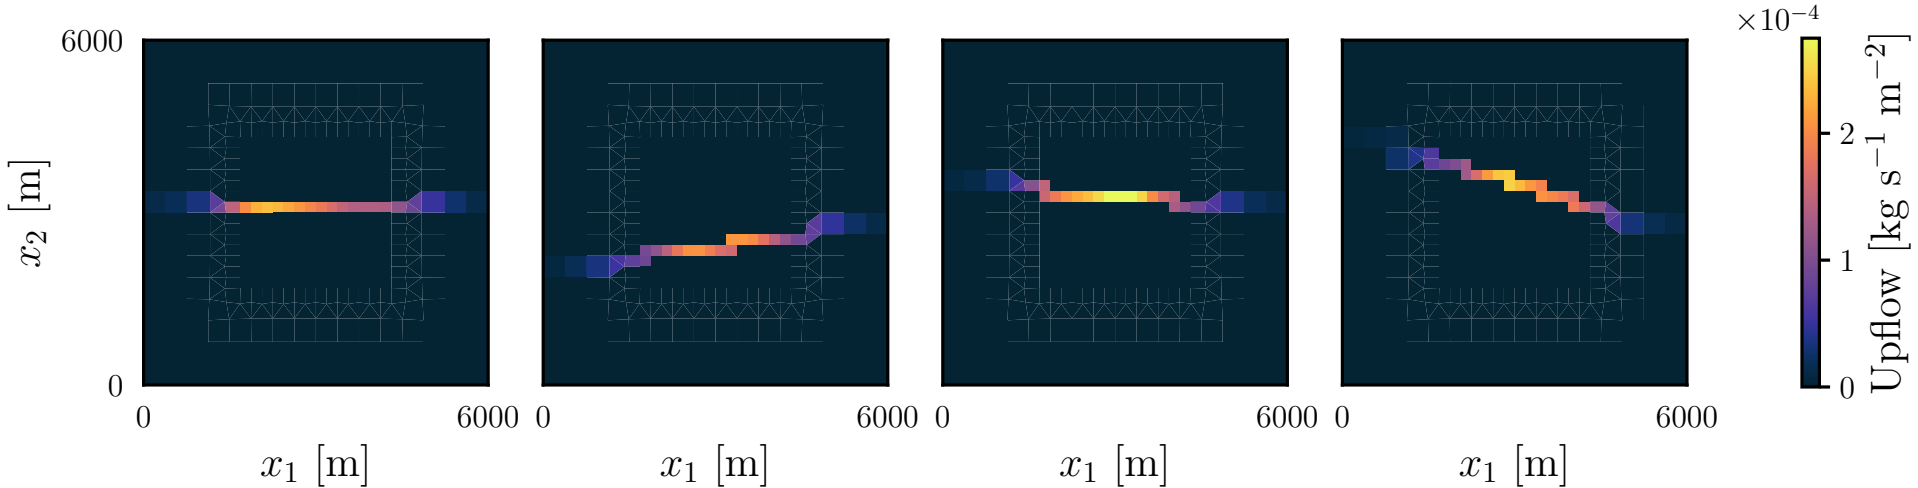 ×10⁻⁴
6000
0
x₂ [m]
0 6000 0 6000 0 6000 0 6000
x₁ [m] x₁ [m] x₁ [m] x₁ [m]
2
1
0
Upflow [kg s⁻¹ m⁻²]